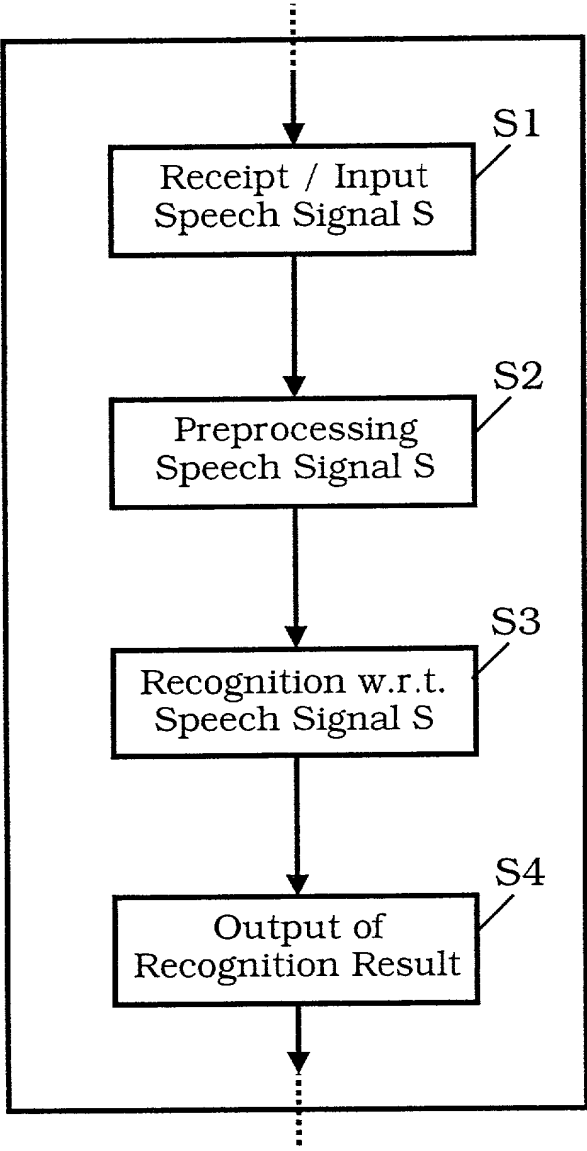 S1
Receipt / Input
Speech Signal S
S2
Preprocessing
Speech Signal S
S3
Recognition w.r.t.
Speech Signal S
S4
Output of
Recognition Result